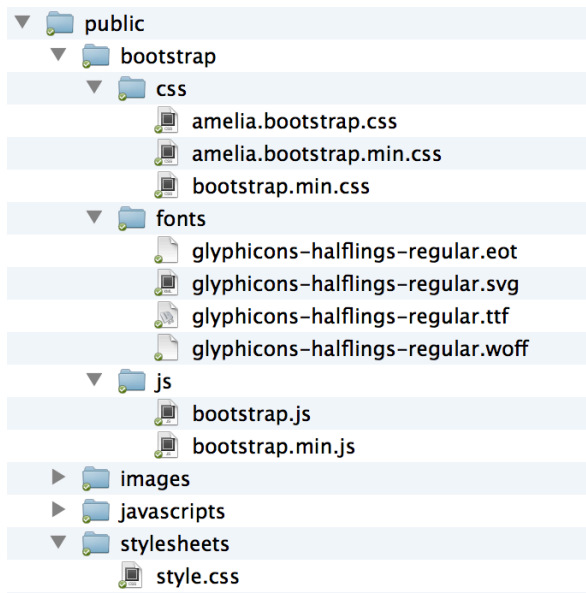 public
bootstrap
css
amelia.bootstrap.css
amelia.bootstrap.min.css
bootstrap.min.css
fonts
glyphicons-halflings-regular.eot
glyphicons-halflings-regular.svg
glyphicons-halflings-regular.ttf
glyphicons-halflings-regular.woff
js
bootstrap.js
bootstrap.min.js
images
javascripts
stylesheets
style.css